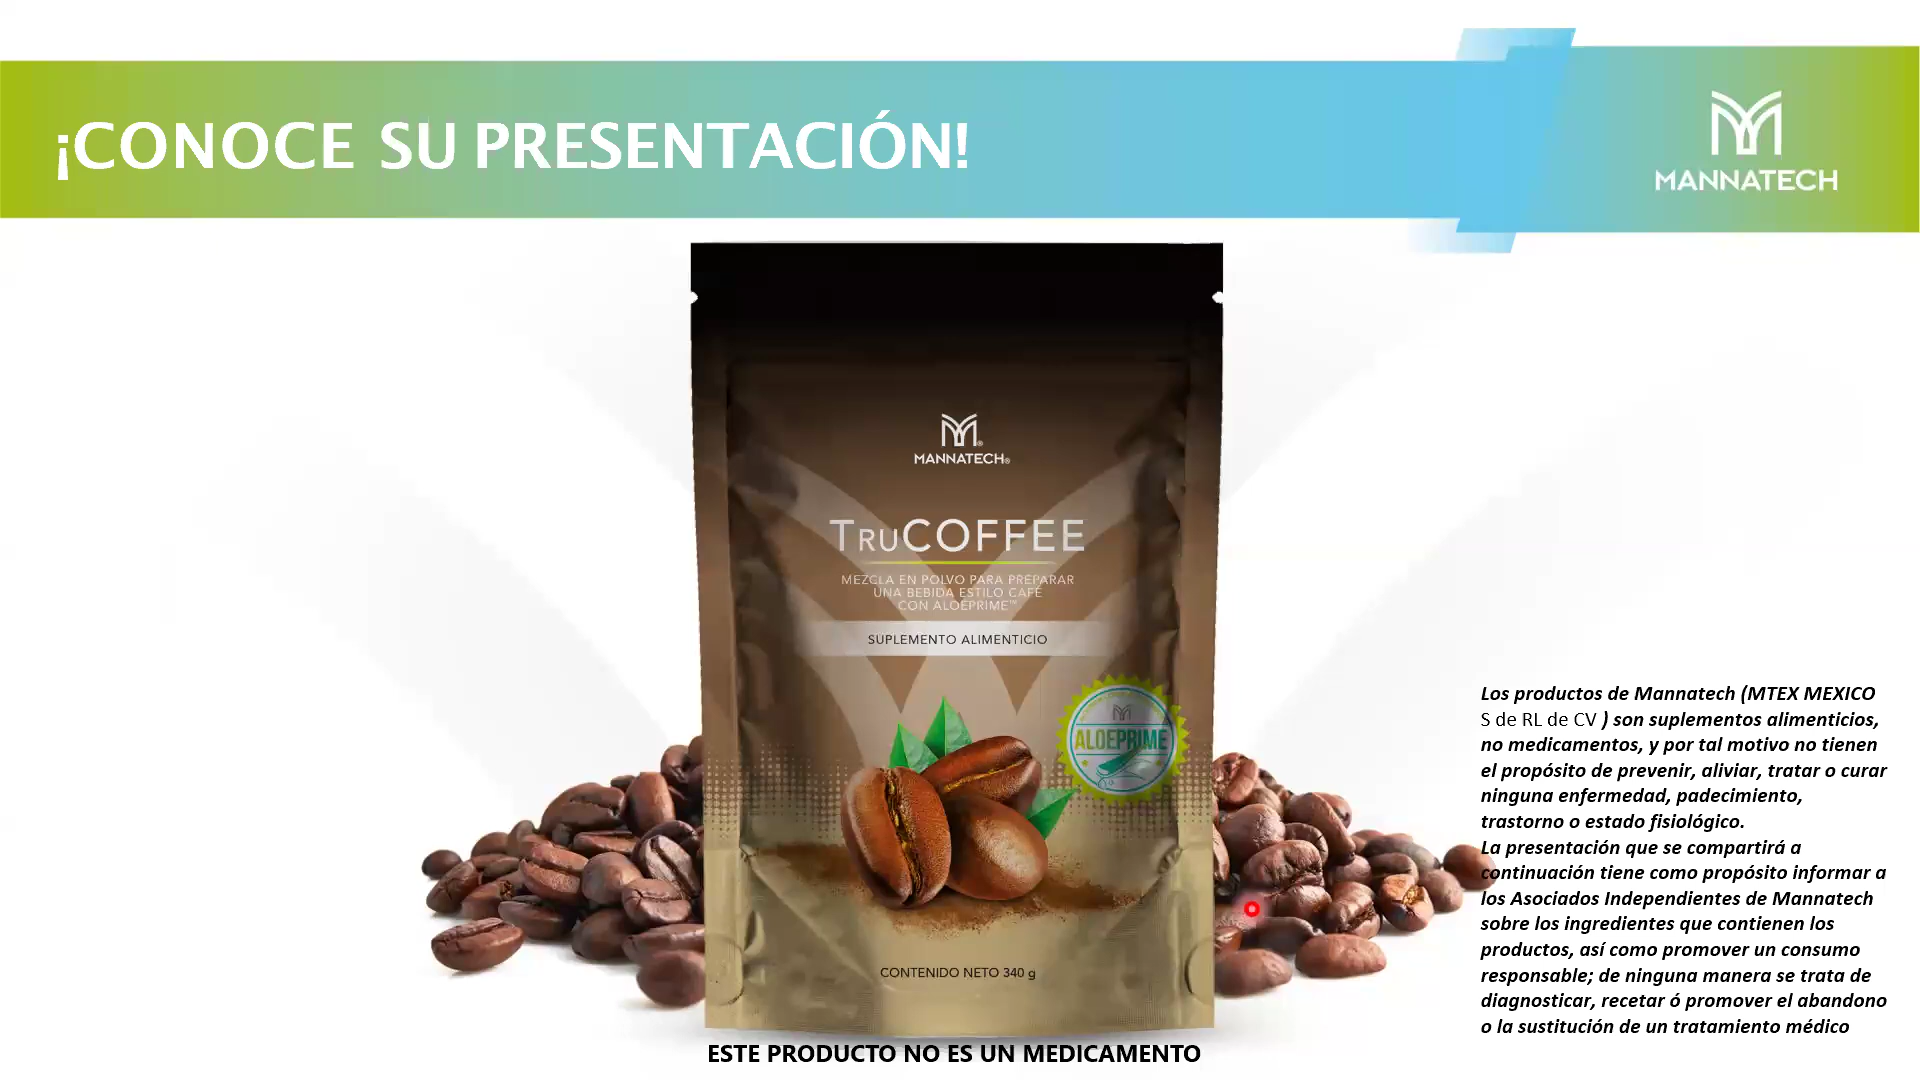 ¡CONOCE SU PRESENTACIÓN!
MANNATECH
MANNATECH®
TRUCOFFEE
MEZCLA EN POLVO PARA PREPARAR
UNA BEBIDA ESTILO CAFÉ
CON ALOEPRIME™
SUPLEMENTO ALIMENTICIO
ALOEPRIME
CONTENIDO NETO 340 g
ESTE PRODUCTO NO ES UN MEDICAMENTO
Los productos de Mannatech (MTEX MEXICO
S de RL de CV ) son suplementos alimenticios,
no medicamentos, y por tal motivo no tienen
el propósito de prevenir, aliviar, tratar o curar
ninguna enfermedad, padecimiento,
trastorno o estado fisiológico.
La presentación que se compartirá a
continuación tiene como propósito informar a
los Asociados Independientes de Mannatech
sobre los ingredientes que contienen los
productos, así como promover un consumo
responsable; de ninguna manera se trata de
diagnosticar, recetar ó promover el abandono
o la sustitución de un tratamiento médico